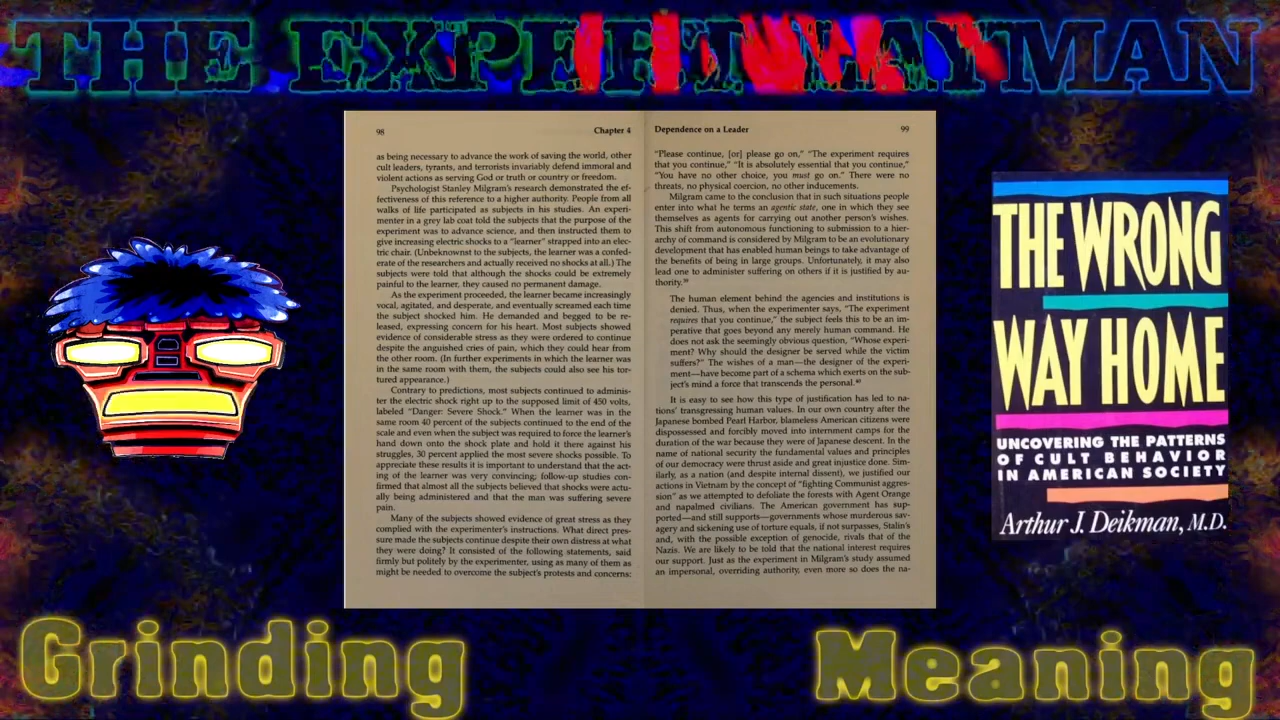 THE EXPERT LAYMAN
98 Chapter 4
as being necessary to advance the work of saving the world, other
cult leaders, tyrants, and terrorists invariably defend immoral and
violent actions as serving God or truth or country or freedom.
Psychologist Stanley Milgram's research demonstrated the ef-
fectiveness of this reference to a higher authority. People from all
walks of life participated as subjects in his studies. An experi-
menter in a grey lab coat told the subjects that the purpose of the
experiment was to advance science, and then instructed them to
give increasing electric shocks to a "learner" strapped into an elec-
tric chair. (Unbeknownst to the subjects, the learner was a confed-
erate of the researchers and actually received no shocks at all.) The
subjects were told that although the shocks could be extremely
painful to the learner, they caused no permanent damage.
As the experiment proceeded, the learner became increasingly
vocal, agitated, and desperate, and eventually screamed each time
the subject shocked him. He demanded and begged to be re-
leased, expressing concern for his heart. Most subjects showed
evidence of considerable stress as they were ordered to continue
despite the anguished cries of pain, which they could hear from
the other room. (In further experiments in which the learner was
in the same room with them, the subjects could also see his tor-
tured appearance.)
Contrary to predictions, most subjects continued to adminis-
ter the electric shock right up to the supposed limit of 450 volts,
labeled "Danger: Severe Shock." When the learner was in the
same room 40 percent of the subjects continued to the end of the
scale and even when the subject was required to force the learner's
hand down onto the shock plate and hold it there against his
struggles, 30 percent applied the most severe shocks possible. To
appreciate these results it is important to understand that the act-
ing of the learner was very convincing; follow-up studies con-
firmed that almost all the subjects believed that shocks were actu-
ally being administered and that the man was suffering severe
pain.
Many of the subjects showed evidence of great stress as they
complied with the experimenter's instructions. What direct pres-
sure made the subjects continue despite their own distress at what
they were doing? It consisted of the following statements, said
firmly but politely by the experimenter, using as many of them as
might be needed to overcome the subject's protests and concerns:
Dependence on a Leader 99
"Please continue, [or] please go on," "The experiment requires
that you continue," "It is absolutely essential that you continue,"
"You have no other choice, you must go on." There were no
threats, no physical coercion, no other inducements.
Milgram came to the conclusion that in such situations people
enter into what he terms an agentic state, one in which they see
themselves as agents for carrying out another person's wishes.
This shift from autonomous functioning to submission to a hier-
archy of command is considered by Milgram to be an evolutionary
development that has enabled human beings to take advantage of
the benefits of being in large groups. Unfortunately, it may also
lead one to administer suffering on others if it is justified by au-
thority.39
The human element behind the agencies and institutions is
denied. Thus, when the experimenter says, "The experiment
requires that you continue," the subject feels this to be an im-
perative that goes beyond any merely human command. He
does not ask the seemingly obvious question, "Whose experi-
ment? Why should the designer be served while the victim
suffers?" The wishes of a man—the designer of the experi-
ment—have become part of a schema which exerts on the sub-
ject's mind a force that transcends the personal.40
It is easy to see how this type of justification has led to na-
tions' transgressing human values. In our own country after the
Japanese bombed Pearl Harbor, blameless American citizens were
dispossessed and forcibly moved into internment camps for the
duration of the war because they were of Japanese descent. In the
name of national security the fundamental values and principles
of our democracy were thrust aside and great injustice done. Sim-
ilarly, as a nation (and despite internal dissent), we justified our
actions in Vietnam by the concept of "fighting Communist aggres-
sion" as we attempted to defoliate the forests with Agent Orange
and napalmed civilians. The American government has sup-
ported—and still supports—governments whose murderous sav-
agery and sickening use of torture equals, if not surpasses, Stalin's
and, with the possible exception of genocide, rivals that of the
Nazis. We are likely to be told that the national interest requires
our support. Just as the experiment in Milgram's study assumed
an impersonal, overriding authority, even more so does the na-
THE WRONG
WAY HOME
UNCOVERING THE PATTERNS
OF CULT BEHAVIOR
IN AMERICAN SOCIETY
Arthur J. Deikman, M.D.
Grinding Meaning